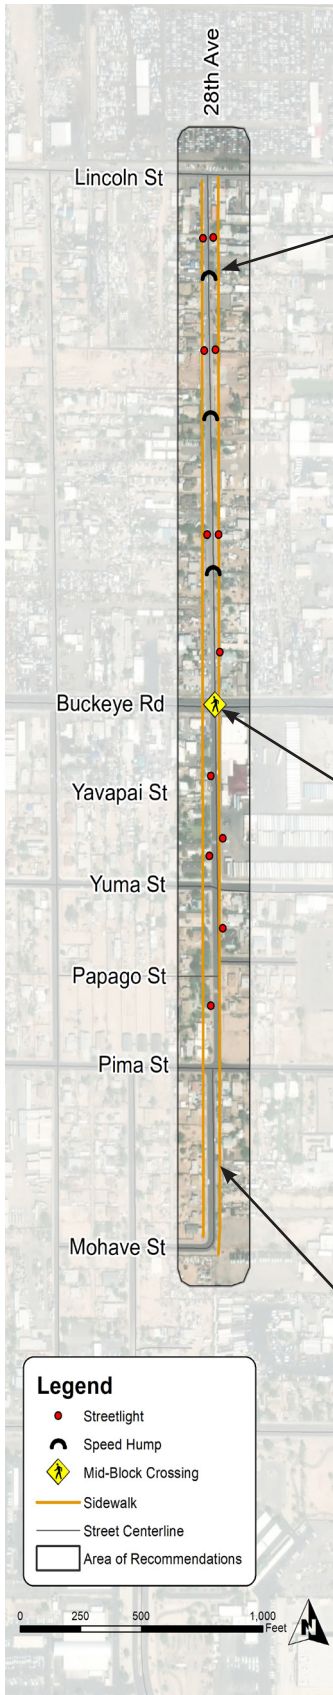 28th Ave
Lincoln St
Buckeye Rd
Yavapai St
Yuma St
Papago St
Pima St
Mohave St
Legend
Streetlight
Speed Hump
Mid-Block Crossing
Sidewalk
Street Centerline
Area of Recommendations
0 250 500 1,000
Feet
N